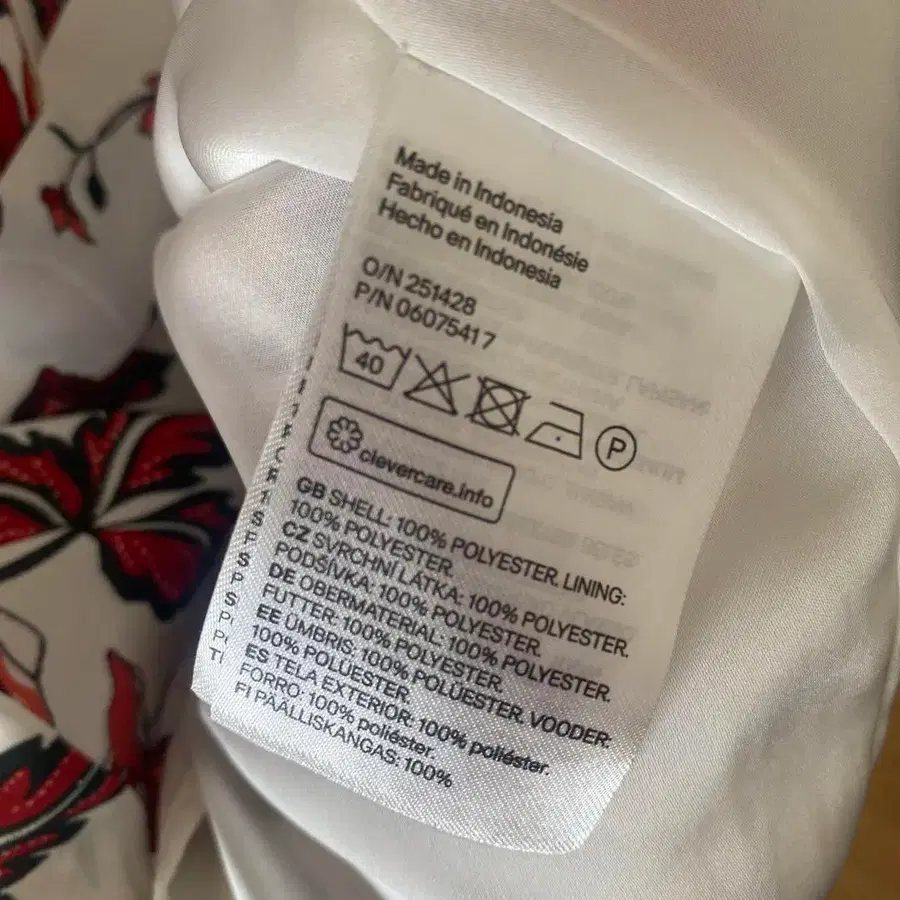 Made in Indonesia
Fabriqué en Indonésie
Hecho en Indonesia
O/N 251428
P/N 06075417
40
P
clevercare.info
GB SHELL: 100% POLYESTER. LINING:
100% POLYESTER.
CZ SVRCHNÍ LÁTKA: 100% POLYESTER.
PODŠÍVKA: 100% POLYESTER.
DE OBERMATERIAL: 100% POLYESTER.
FUTTER: 100% POLYESTER.
EE ÜMBRIS: 100% POLÜESTER. VOODER:
100% POLÜESTER.
ES TELA EXTERIOR: 100% poliéster.
FORRO: 100% poliéster.
FI PÄÄLLISKANGAS: 100%